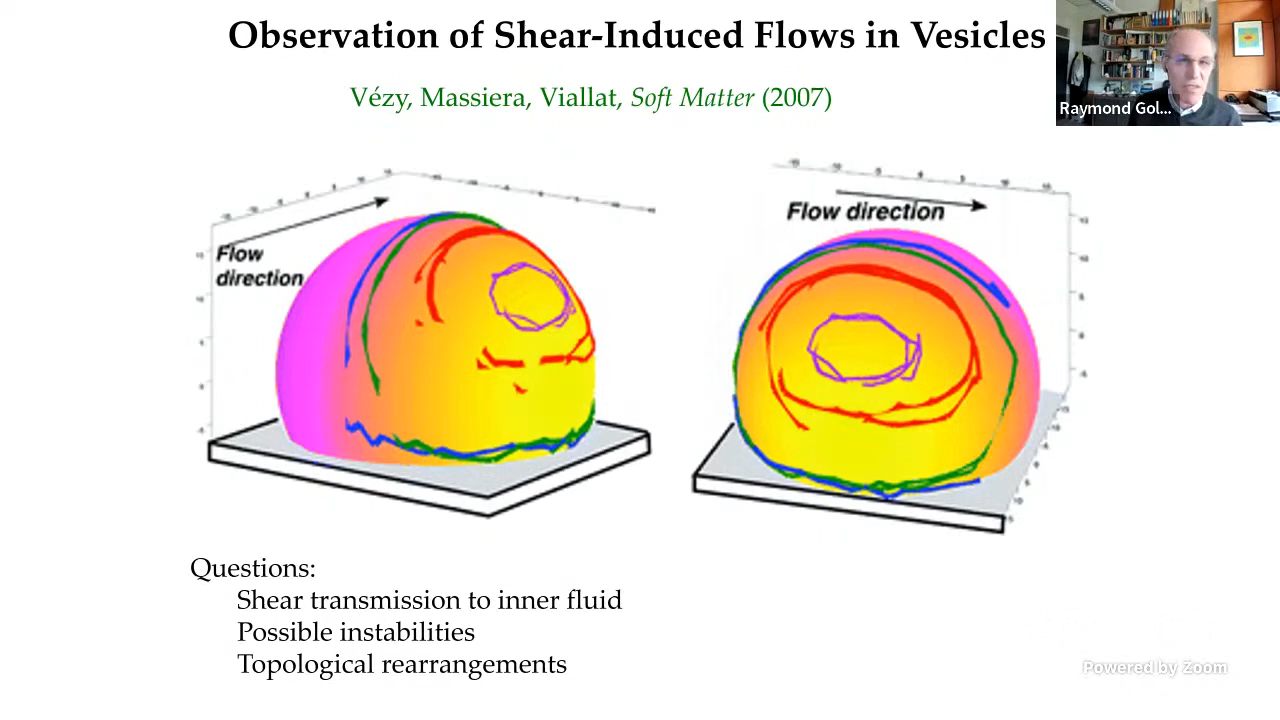 Observation of Shear-Induced Flows in Vesicles
Vézy, Massiera, Viallat, Soft Matter (2007)
Raymond Gol...
Flow
direction
Flow direction
Questions:
Shear transmission to inner fluid
Possible instabilities
Topological rearrangements
Powered by Zoom